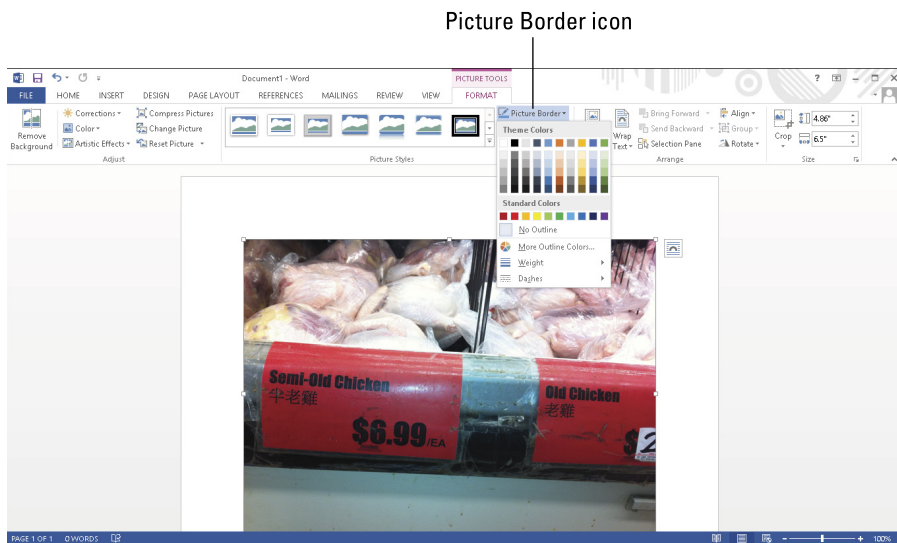 Picture Border icon
Document1 - Word
PICTURE TOOLS
?
FILE HOME INSERT DESIGN PAGE LAYOUT REFERENCES MAILINGS REVIEW VIEW FORMAT
Remove Background
Corrections
Color
Artistic Effects
Compress Pictures
Change Picture
Reset Picture
Adjust
Picture Styles
Picture Border
Theme Colors
Standard Colors
No Outline
More Outline Colors...
Weight
Dashes
Wrap
Text
Bring Forward
Send Backward
Selection Pane
Align
Group
Rotate
Arrange
Crop
4.86"
6.5"
Size
Semi-Old Chicken
半老雞
$6.99/EA
Old Chicken
老雞
$2
PAGE 1 OF 1 0 WORDS
100%